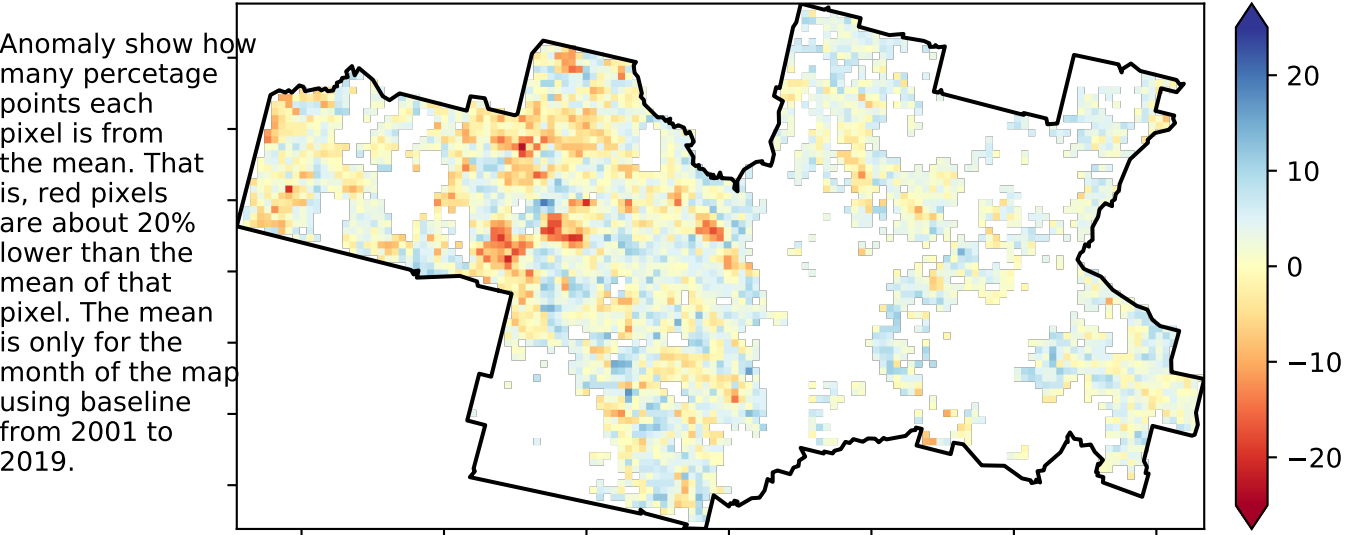 Anomaly show how
many percetage
points each
pixel is from
the mean. That
is, red pixels
are about 20%
lower than the
mean of that
pixel. The mean
is only for the
month of the map
using baseline
from 2001 to
2019.
20
10
0
−10
−20